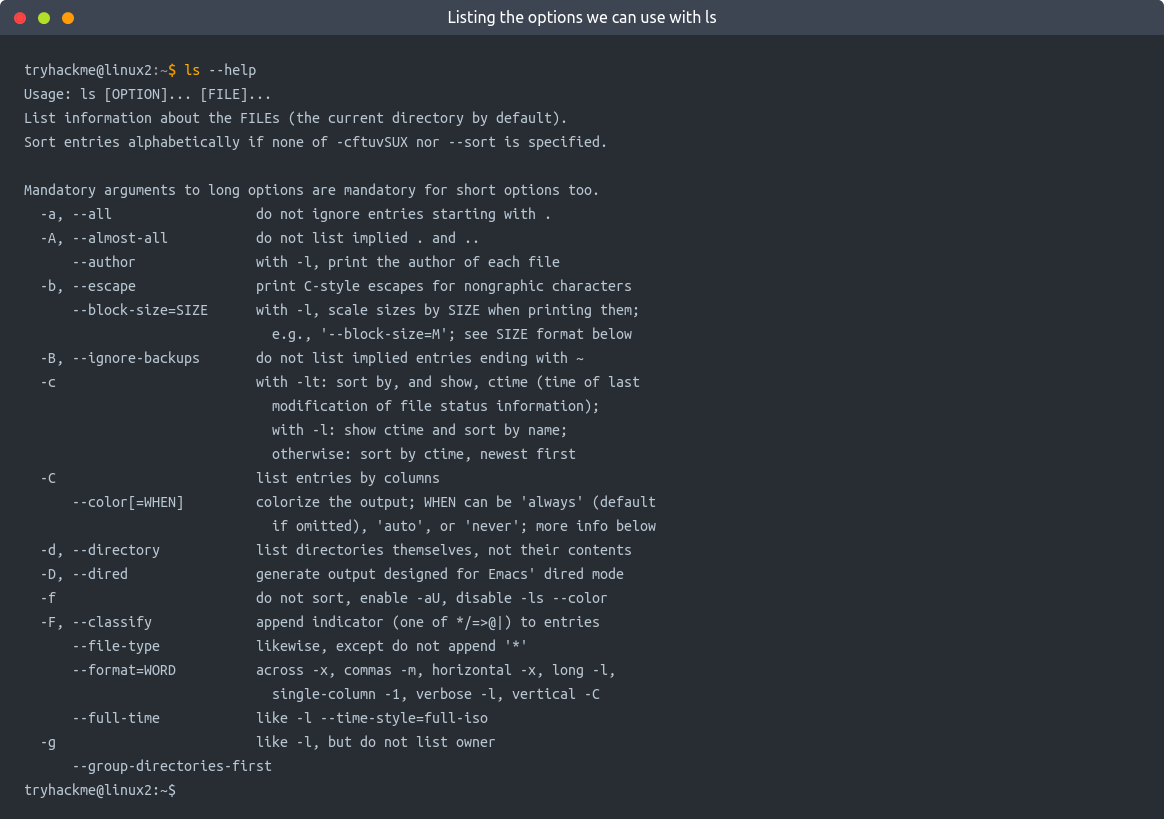 Listing the options we can use with ls
tryhackme@linux2:~$ ls --help
Usage: ls [OPTION]... [FILE]...
List information about the FILEs (the current directory by default).
Sort entries alphabetically if none of -cftuvSUX nor --sort is specified.

Mandatory arguments to long options are mandatory for short options too.
  -a, --all                  do not ignore entries starting with .
  -A, --almost-all           do not list implied . and ..
      --author               with -l, print the author of each file
  -b, --escape               print C-style escapes for nongraphic characters
      --block-size=SIZE      with -l, scale sizes by SIZE when printing them;
                               e.g., '--block-size=M'; see SIZE format below
  -B, --ignore-backups       do not list implied entries ending with ~
  -c                         with -lt: sort by, and show, ctime (time of last
                               modification of file status information);
                               with -l: show ctime and sort by name;
                               otherwise: sort by ctime, newest first
  -C                         list entries by columns
      --color[=WHEN]         colorize the output; WHEN can be 'always' (default
                               if omitted), 'auto', or 'never'; more info below
  -d, --directory            list directories themselves, not their contents
  -D, --dired                generate output designed for Emacs' dired mode
  -f                         do not sort, enable -aU, disable -ls --color
  -F, --classify             append indicator (one of */=>@|) to entries
      --file-type            likewise, except do not append '*'
      --format=WORD          across -x, commas -m, horizontal -x, long -l,
                               single-column -1, verbose -l, vertical -C
      --full-time            like -l --time-style=full-iso
  -g                         like -l, but do not list owner
      --group-directories-first
tryhackme@linux2:~$